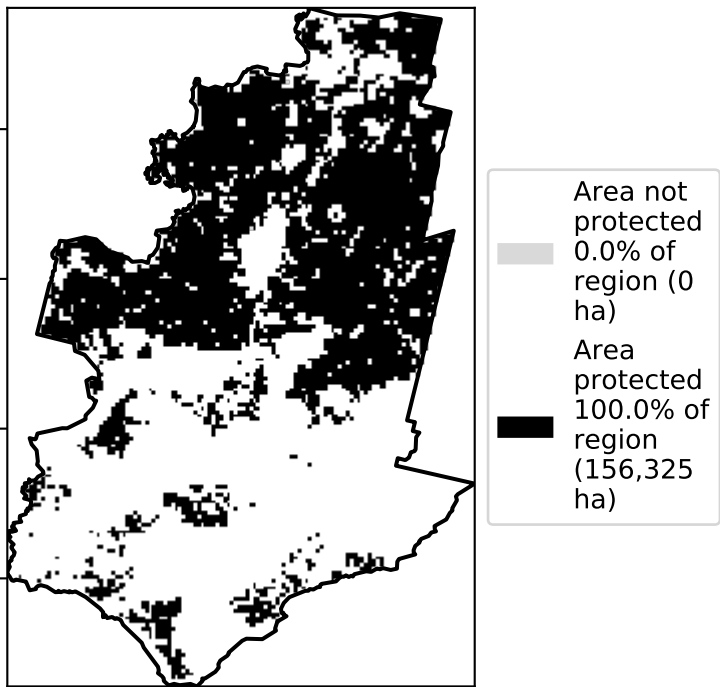 Area not
protected
0.0% of
region (0
ha)
Area
protected
100.0% of
region
(156,325
ha)